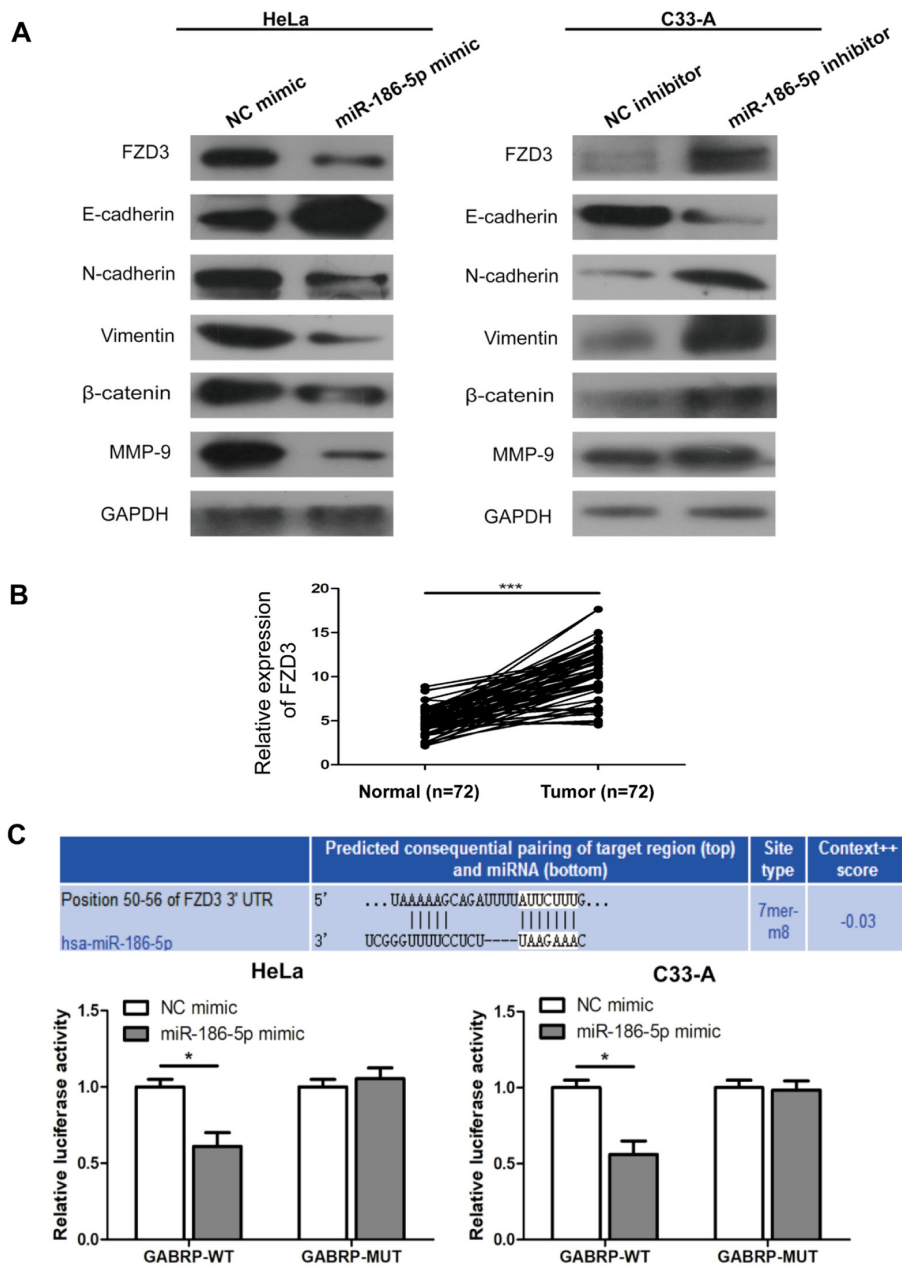 A
HeLa
C33-A
NC mimic
miR-186-5p mimic
NC inhibitor
miR-186-5p inhibitor
FZD3
E-cadherin
N-cadherin
Vimentin
β-catenin
MMP-9
GAPDH
FZD3
E-cadherin
N-cadherin
Vimentin
β-catenin
MMP-9
GAPDH
B
Relative expression
of FZD3
20
15
10
5
0
***
Normal (n=72)
Tumor (n=72)
C
Predicted consequential pairing of target region (top)
and miRNA (bottom)
Site
type
Context++
score
Position 50-56 of FZD3 3' UTR
5' ...UAAAAAGCAGAUUUUAUUCUUUG...
hsa-miR-186-5p
3' UCGGGUUUUCCUCU----UAAGAAAC
7mer-
m8
-0.03
HeLa
NC mimic
miR-186-5p mimic
Relative luciferase activity
1.5
1.0
0.5
0.0
*
GABRP-WT
GABRP-MUT
C33-A
NC mimic
miR-186-5p mimic
Relative luciferase activity
1.5
1.0
0.5
0.0
*
GABRP-WT
GABRP-MUT